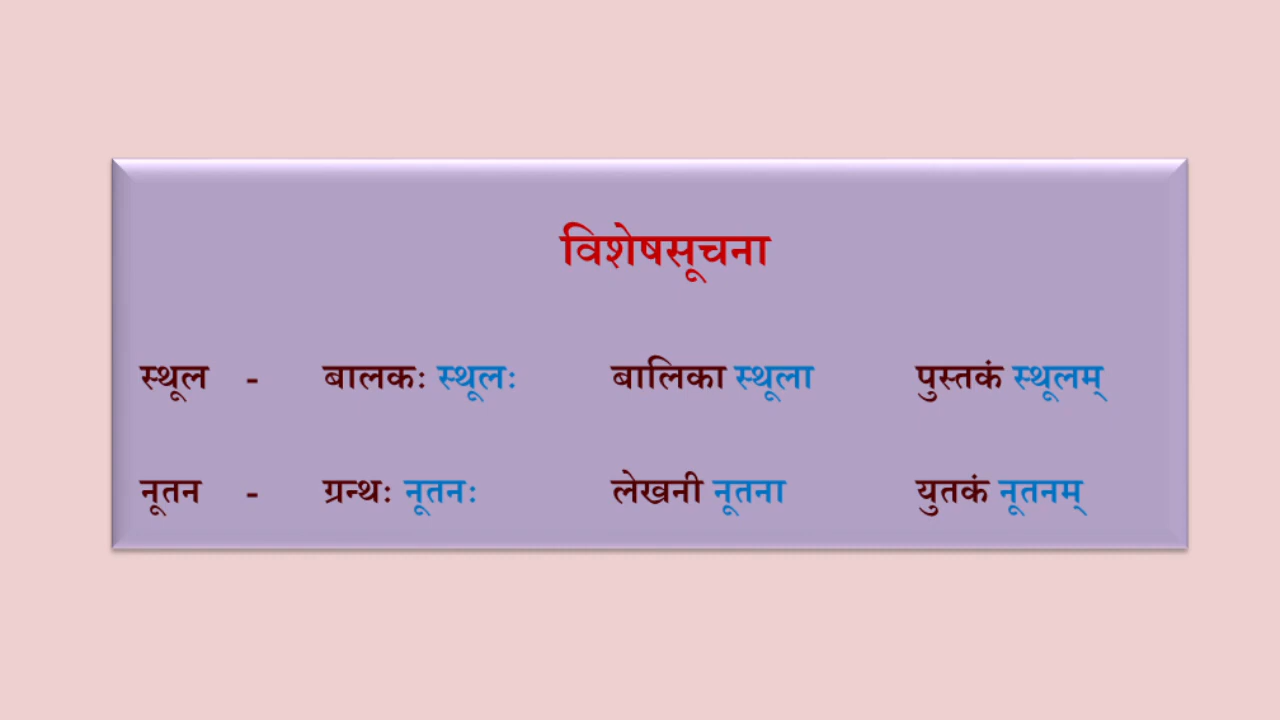 विशेषसूचना
स्थूल - बालकः स्थूलः बालिका स्थूला पुस्तकं स्थूलम्
नूतन - ग्रन्थः नूतनः लेखनी नूतना युतकं नूतनम्